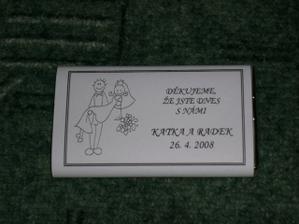 DĚKUJEME,
ŽE JSTE DNES
S NÁMI
KATKA A RADEK
26. 4. 2008